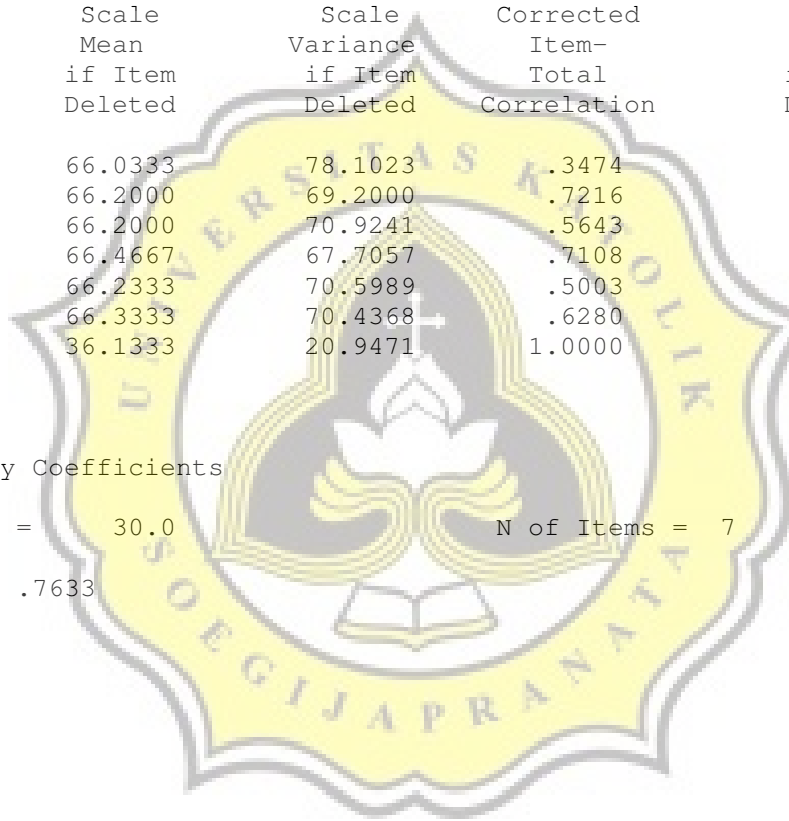 Scale Scale Corrected
Mean Variance Item-
if Item if Item Total
Deleted Deleted Correlation
66.0333 78.1023 .3474
66.2000 69.2000 .7216
66.2000 70.9241 .5643
66.4667 67.7057 .7108
66.2333 70.5989 .5003
66.3333 70.4368 .6280
36.1333 20.9471 1.0000
y Coefficients
= 30.0 N of Items = 7
.7633
UNIVERSITAS KATOLIK
SOEGIJAPRANATA